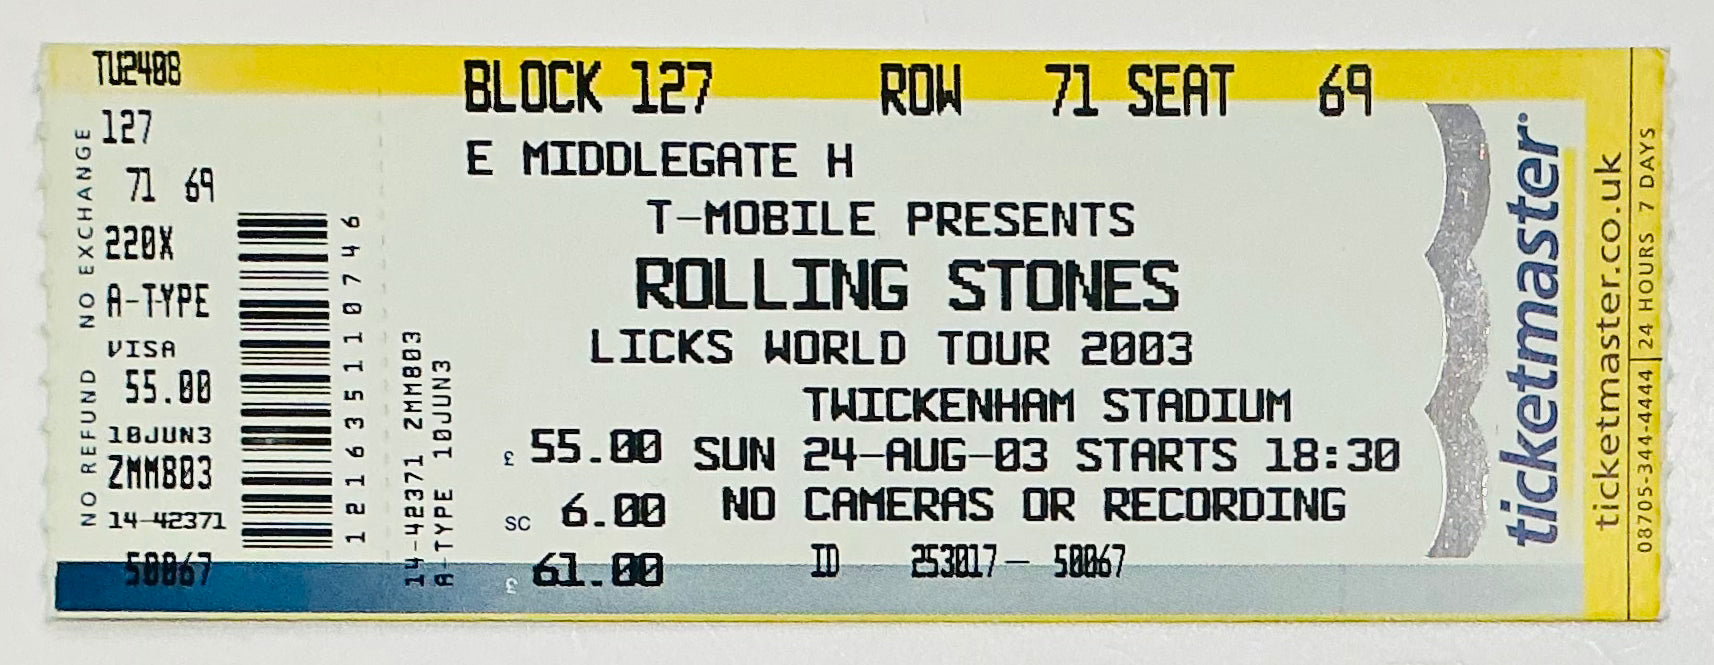 TU2408
127
71 69
220X
A-TYPE
VISA
55.00
10JUN3
ZMM803
14-42371
50067
NO REFUND NO EXCHANGE
121635110746
14-42371 ZMM803
A-TYPE 10JUN3
BLOCK 127 ROW 71 SEAT 69
E MIDDLEGATE H
T-MOBILE PRESENTS
ROLLING STONES
LICKS WORLD TOUR 2003
TWICKENHAM STADIUM
£ 55.00 SUN 24-AUG-03 STARTS 18:30
SC 6.00 NO CAMERAS OR RECORDING
£ 61.00 ID 253017- 50067
ticketmaster®
ticketmaster.co.uk
08705-344-4444 24 HOURS 7 DAYS